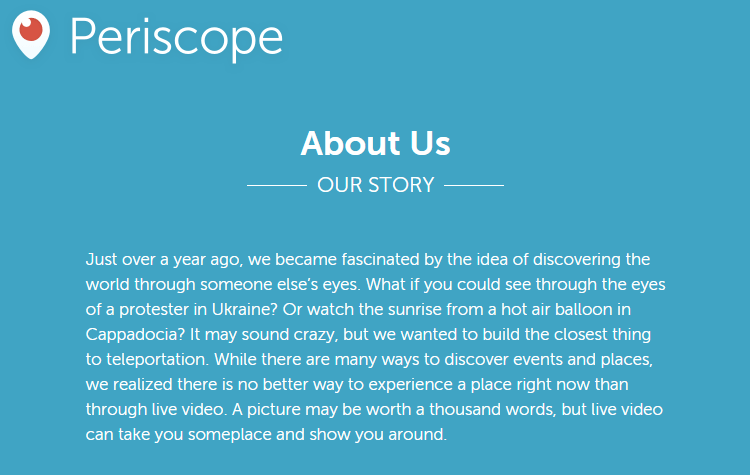 Periscope
About Us
OUR STORY
Just over a year ago, we became fascinated by the idea of discovering the
world through someone else’s eyes. What if you could see through the eyes
of a protester in Ukraine? Or watch the sunrise from a hot air balloon in
Cappadocia? It may sound crazy, but we wanted to build the closest thing
to teleportation. While there are many ways to discover events and places,
we realized there is no better way to experience a place right now than
through live video. A picture may be worth a thousand words, but live video
can take you someplace and show you around.